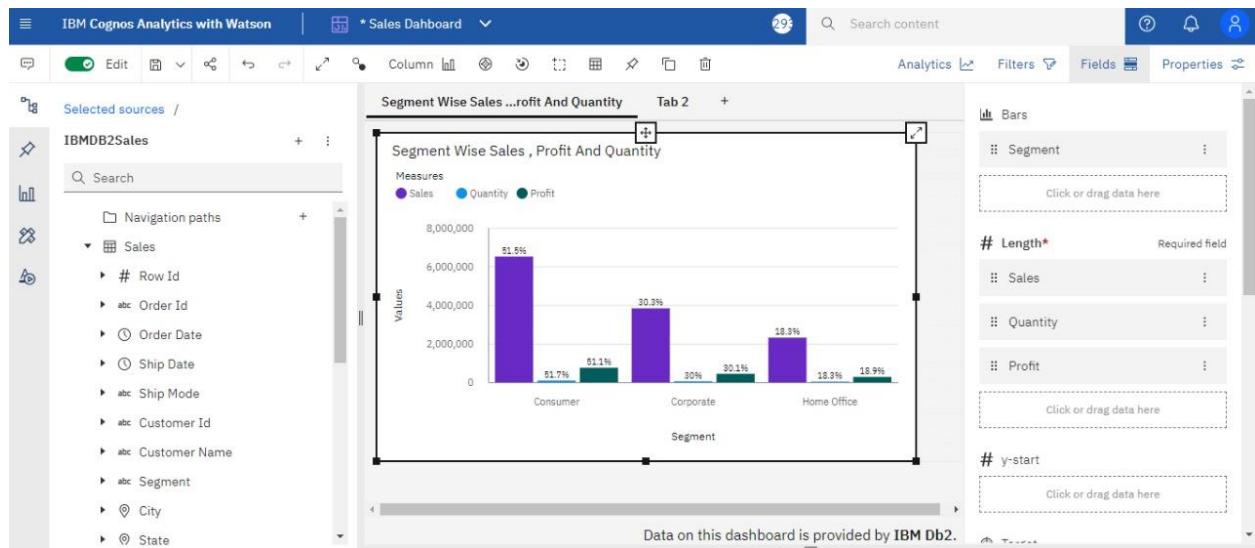 IBM Cognos Analytics with Watson
* Sales Dahboard
293
Search content
Edit
Column
Analytics
Filters
Fields
Properties
Selected sources /
IBMDB2Sales
Search
Navigation paths
Sales
# Row Id
abc Order Id
Order Date
Ship Date
abc Ship Mode
abc Customer Id
abc Customer Name
abc Segment
City
State
Segment Wise Sales ...rofit And Quantity
Tab 2
+
Segment Wise Sales , Profit And Quantity
Measures
Sales Quantity Profit
Values
8,000,000
6,000,000
4,000,000
2,000,000
0
51.5%
51.7%
51.1%
30.3%
30%
30.1%
18.3%
18.3%
18.9%
Consumer
Corporate
Home Office
Segment
Data on this dashboard is provided by IBM Db2.
Bars
Segment
Click or drag data here
# Length* Required field
Sales
Quantity
Profit
Click or drag data here
# y-start
Click or drag data here